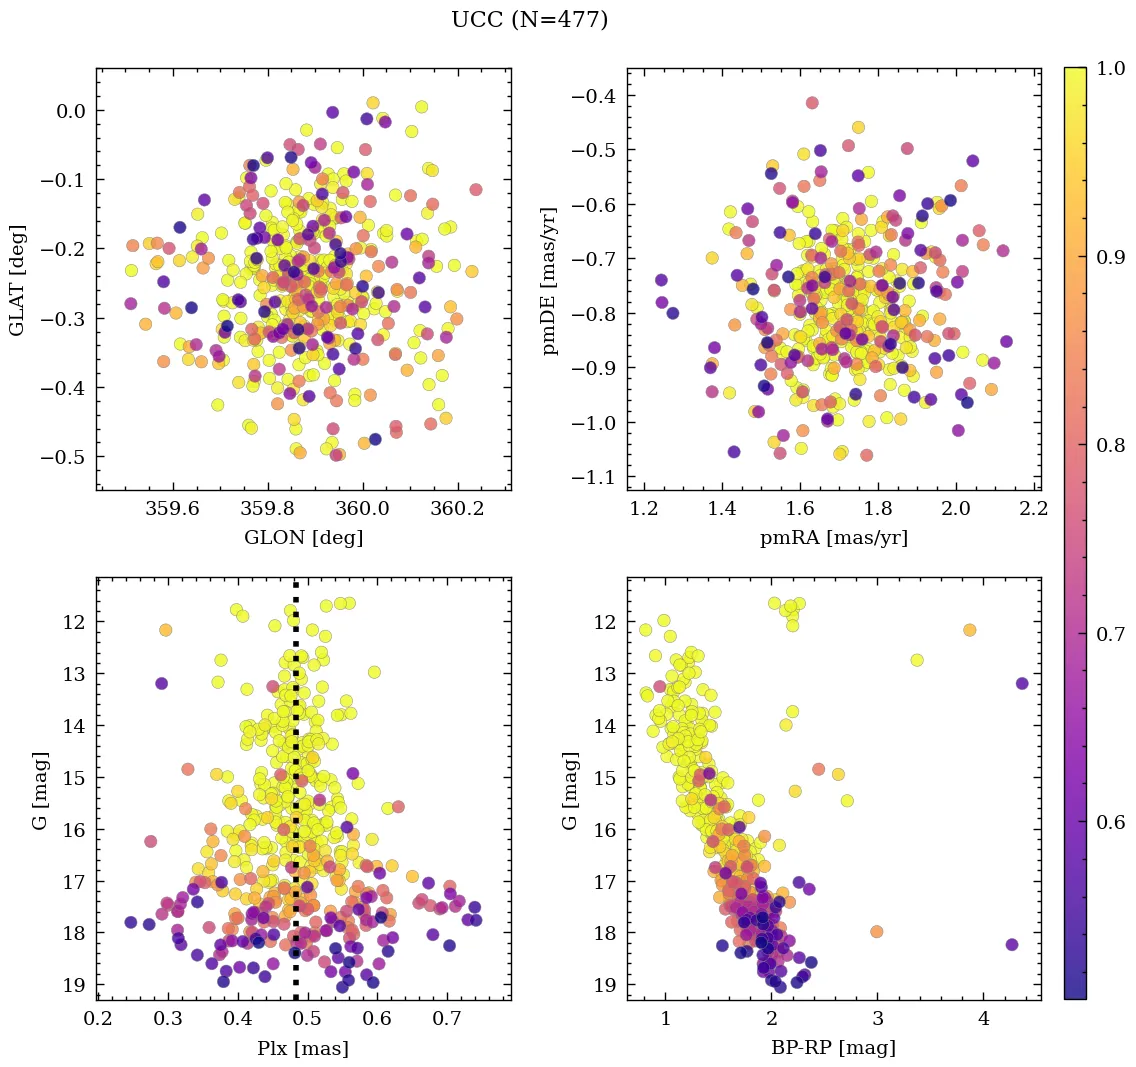 UCC (N=477)
0.0
−0.1
−0.2
−0.3
−0.4
−0.5
GLAT [deg]
359.6 359.8 360.0 360.2
GLON [deg]
−0.4
−0.5
−0.6
−0.7
−0.8
−0.9
−1.0
−1.1
pmDE [mas/yr]
1.2 1.4 1.6 1.8 2.0 2.2
pmRA [mas/yr]
1.0
0.9
0.8
0.7
0.6
12
13
14
15
16
17
18
19
G [mag]
0.2 0.3 0.4 0.5 0.6 0.7
Plx [mas]
12
13
14
15
16
17
18
19
G [mag]
1 2 3 4
BP-RP [mag]